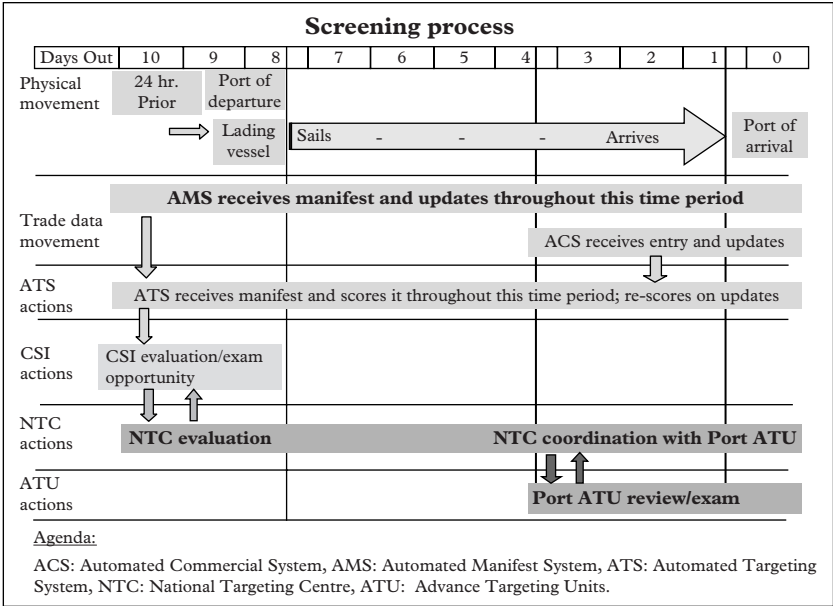 Screening process
Days Out 10 9 8 7 6 5 4 3 2 1 0
Physical
movement
24 hr.
Prior
Port of
departure
Lading
vessel
Sails - - - Arrives
Port of
arrival
AMS receives manifest and updates throughout this time period
Trade data
movement
ACS receives entry and updates
ATS
actions
ATS receives manifest and scores it throughout this time period; re-scores on updates
CSI
actions
CSI evaluation/exam
opportunity
NTC
actions
NTC evaluation
NTC coordination with Port ATU
ATU
actions
Port ATU review/exam
Agenda:
ACS: Automated Commercial System, AMS: Automated Manifest System, ATS: Automated Targeting
System, NTC: National Targeting Centre, ATU: Advance Targeting Units.